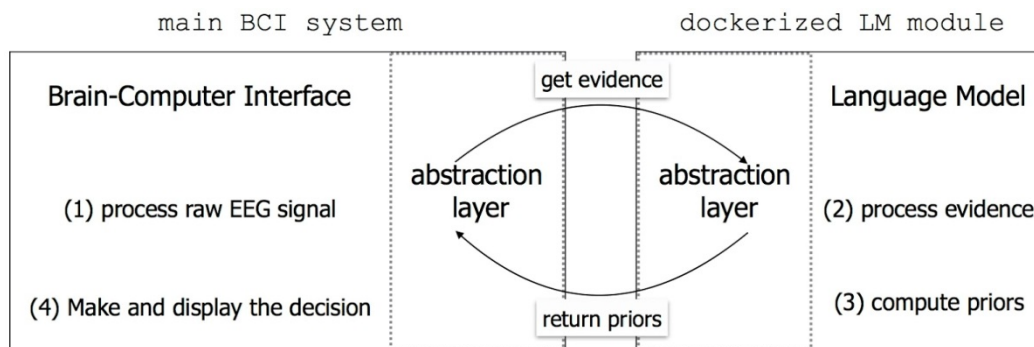 main BCI system
dockerized LM module
get evidence
Brain-Computer Interface
Language Model
abstraction
layer
abstraction
layer
(1) process raw EEG signal
(2) process evidence
(4) Make and display the decision
(3) compute priors
return priors